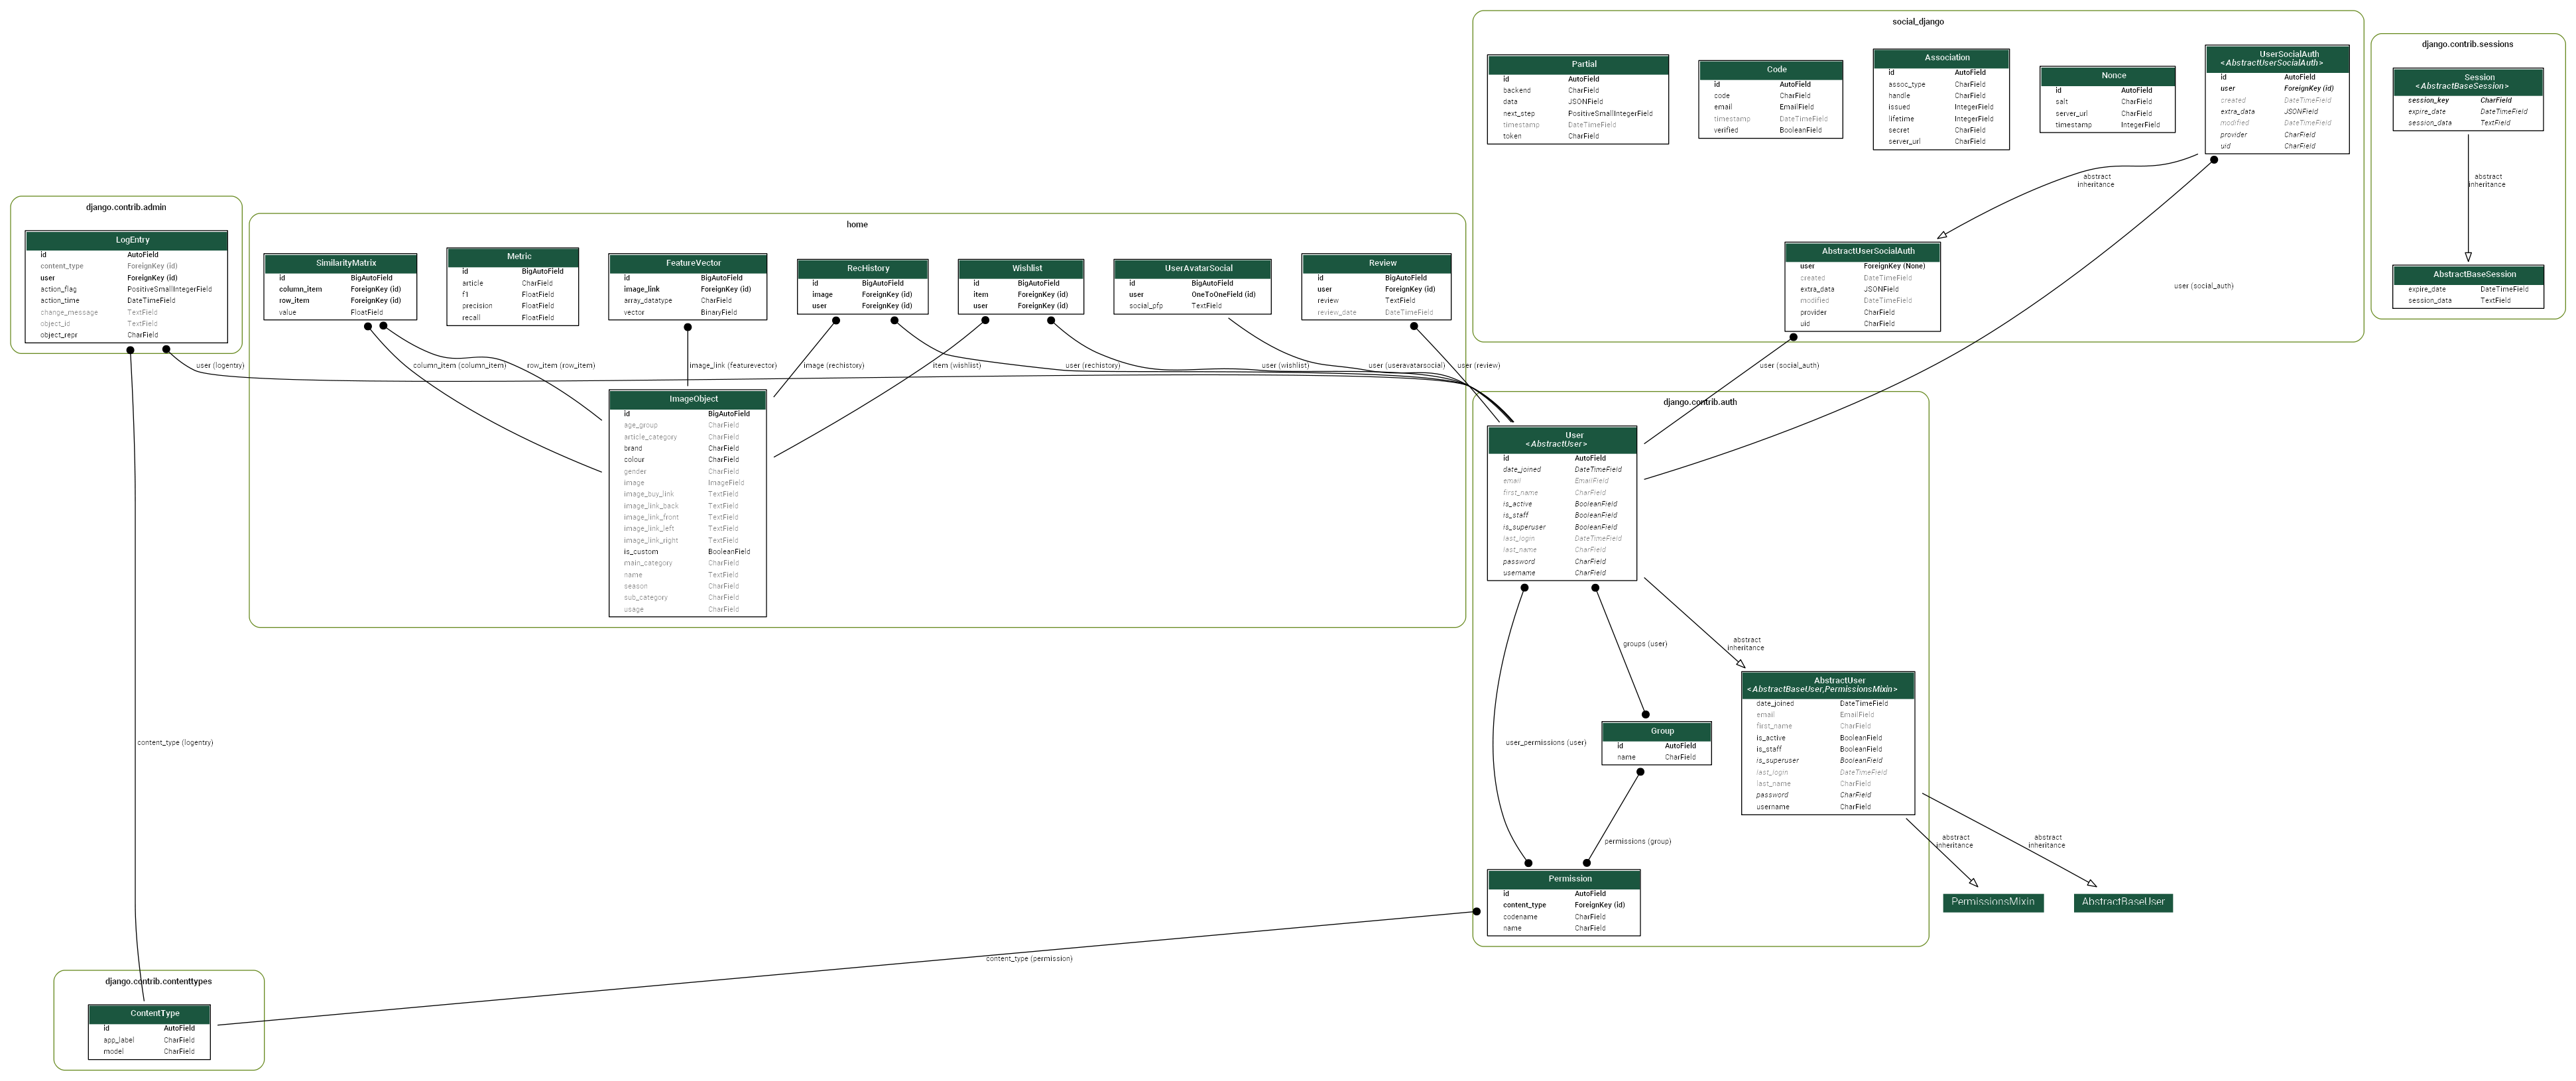 social_django
Partial
id AutoField
backend CharField
data JSONField
next_step PositiveSmallIntegerField
timestamp DateTimeField
token CharField
Code
id AutoField
code CharField
email EmailField
timestamp DateTimeField
verified BooleanField
Association
id AutoField
assoc_type CharField
handle CharField
issued IntegerField
lifetime IntegerField
secret CharField
server_url CharField
Nonce
id AutoField
salt CharField
server_url CharField
timestamp IntegerField
UserSocialAuth
<AbstractUserSocialAuth>
id AutoField
user ForeignKey (id)
created DateTimeField
extra_data JSONField
modified DateTimeField
provider CharField
uid CharField
abstract
inheritance
AbstractUserSocialAuth
user ForeignKey (None)
created DateTimeField
extra_data JSONField
modified DateTimeField
provider CharField
uid CharField
user (social_auth)
user (social_auth)
django.contrib.sessions
Session
<AbstractBaseSession>
session_key CharField
expire_date DateTimeField
session_data TextField
abstract
inheritance
AbstractBaseSession
expire_date DateTimeField
session_data TextField
django.contrib.admin
LogEntry
id AutoField
content_type ForeignKey (id)
user ForeignKey (id)
action_flag PositiveSmallIntegerField
action_time DateTimeField
change_message TextField
object_id TextField
object_repr CharField
home
SimilarityMatrix
id BigAutoField
column_item ForeignKey (id)
row_item ForeignKey (id)
value FloatField
Metric
id BigAutoField
article CharField
f1 FloatField
precision FloatField
recall FloatField
FeatureVector
id BigAutoField
image_link ForeignKey (id)
array_datatype CharField
vector BinaryField
RecHistory
id BigAutoField
image ForeignKey (id)
user ForeignKey (id)
Wishlist
id BigAutoField
item ForeignKey (id)
user ForeignKey (id)
UserAvatarSocial
id BigAutoField
user OneToOneField (id)
social_pfp TextField
Review
id BigAutoField
user ForeignKey (id)
review TextField
review_date DateTimeField
user (logentry)
column_item (column_item)
row_item (row_item)
image_link (featurevector)
image (rechistory)
item (wishlist)
user (rechistory)
user (wishlist)
user (useravatarsocial)
user (review)
ImageObject
id BigAutoField
age_group CharField
article_category CharField
brand CharField
colour CharField
gender CharField
image ImageField
image_buy_link TextField
image_link_back TextField
image_link_front TextField
image_link_left TextField
image_link_right TextField
is_custom BooleanField
main_category CharField
name TextField
season CharField
sub_category CharField
usage CharField
django.contrib.auth
User
<AbstractUser>
id AutoField
date_joined DateTimeField
email EmailField
first_name CharField
is_active BooleanField
is_staff BooleanField
is_superuser BooleanField
last_login DateTimeField
last_name CharField
password CharField
username CharField
groups (user)
abstract
inheritance
user_permissions (user)
Group
id AutoField
name CharField
AbstractUser
<AbstractBaseUser,PermissionsMixin>
date_joined DateTimeField
email EmailField
first_name CharField
is_active BooleanField
is_staff BooleanField
is_superuser BooleanField
last_login DateTimeField
last_name CharField
password CharField
username CharField
permissions (group)
abstract
inheritance
abstract
inheritance
Permission
id AutoField
content_type ForeignKey (id)
codename CharField
name CharField
PermissionsMixin
AbstractBaseUser
content_type (logentry)
content_type (permission)
django.contrib.contenttypes
ContentType
id AutoField
app_label CharField
model CharField